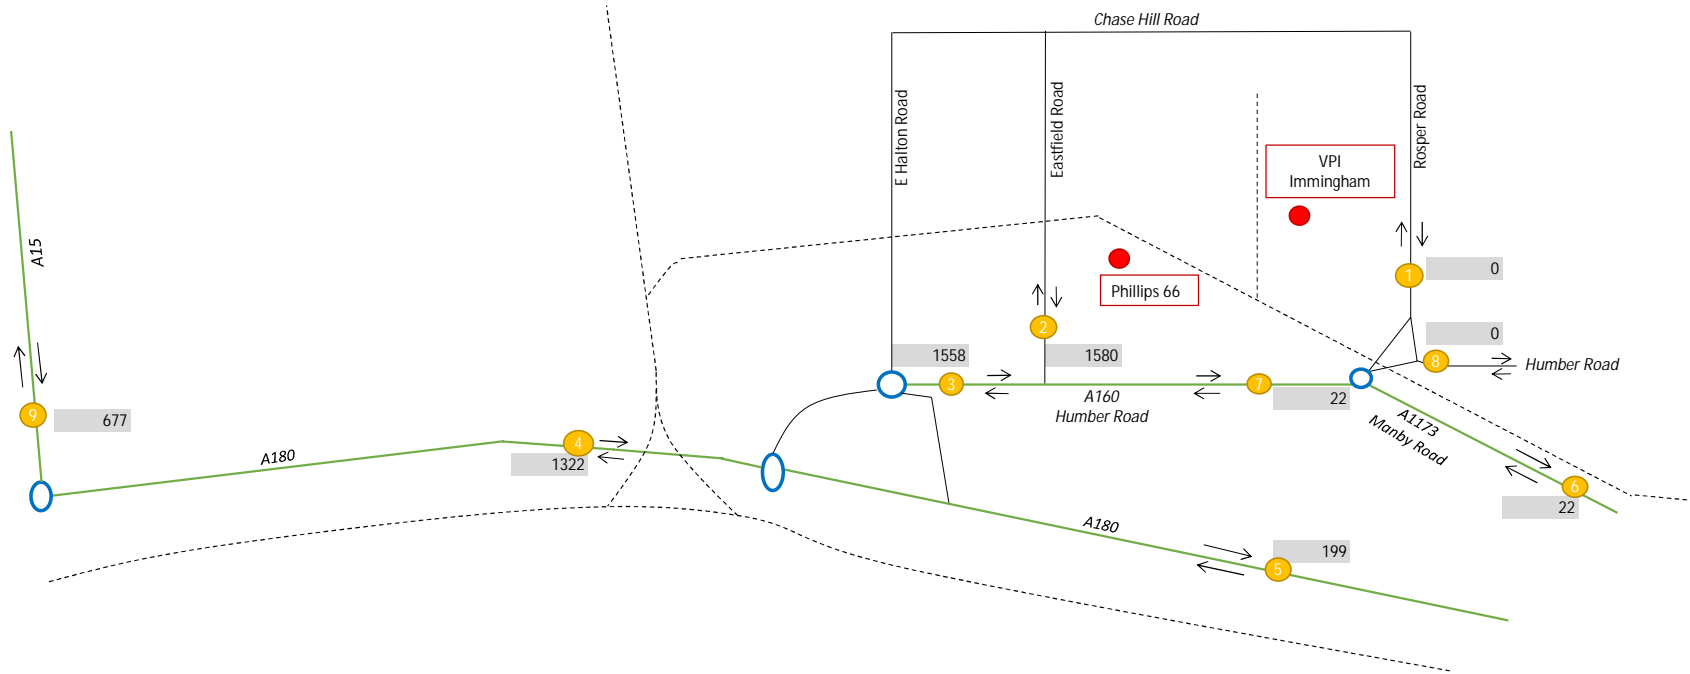 Chase Hill Road
E Halton Road
Eastfield Road
Rosper Road
VPI
Immingham
A15
Phillips 66
1
0
2
0
8
Humber Road
1558
1580
3
7
A160
Humber Road
22
A1173
Manby Road
9
677
4
A180
1322
6
22
A180
199
5